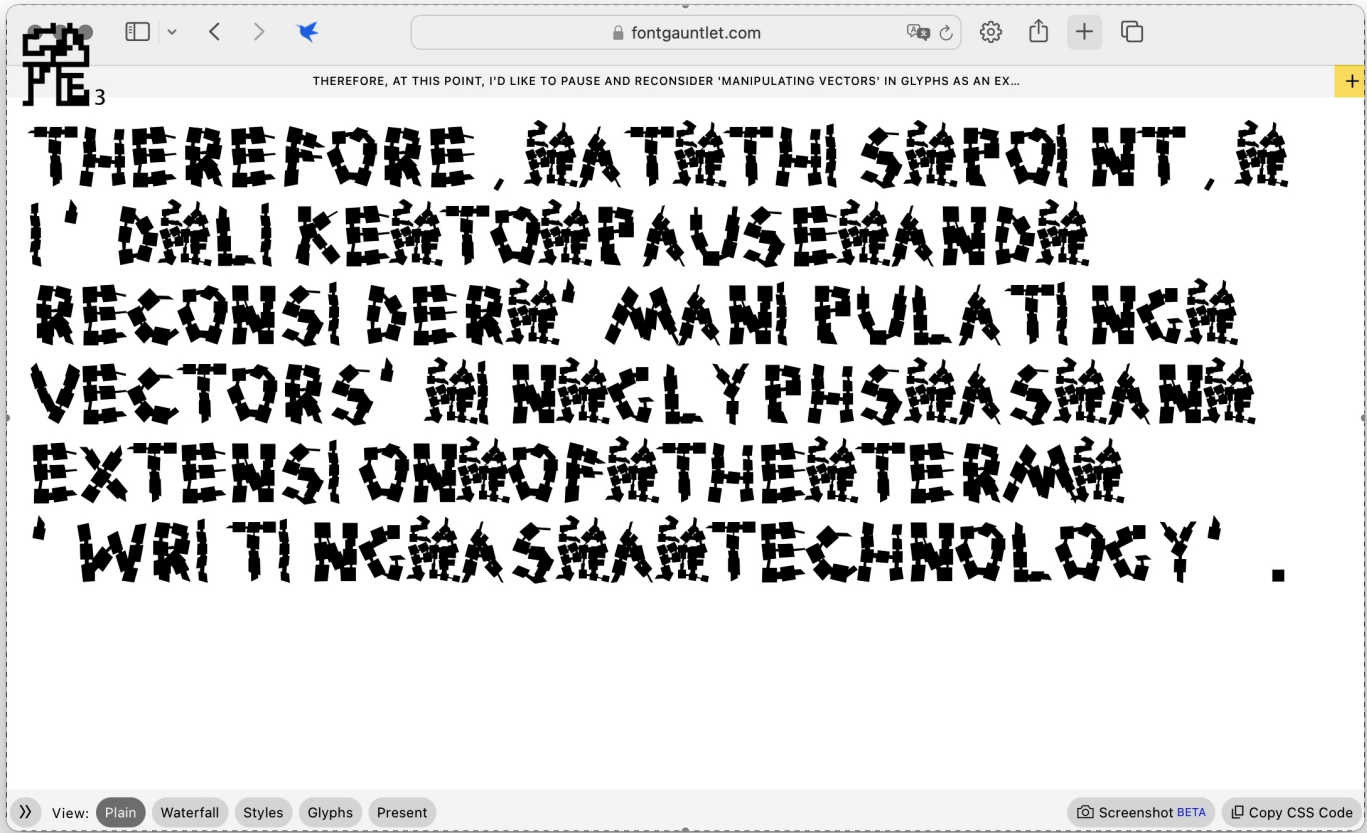 GAME 3
fontgauntlet.com
THEREFORE, AT THIS POINT, I'D LIKE TO PAUSE AND RECONSIDER 'MANIPULATING VECTORS' IN GLYPHS AS AN EX...
THEREFORE, AT THIS POINT,
I'D LIKE TO PAUSE AND
RECONSIDER 'MANIPULATING
VECTORS' IN GLYPHS AS AN
EXTENSION OF THE TERM
'WRITING AS A TECHNOLOGY'.
View: Plain Waterfall Styles Glyphs Present Screenshot BETA Copy CSS Code